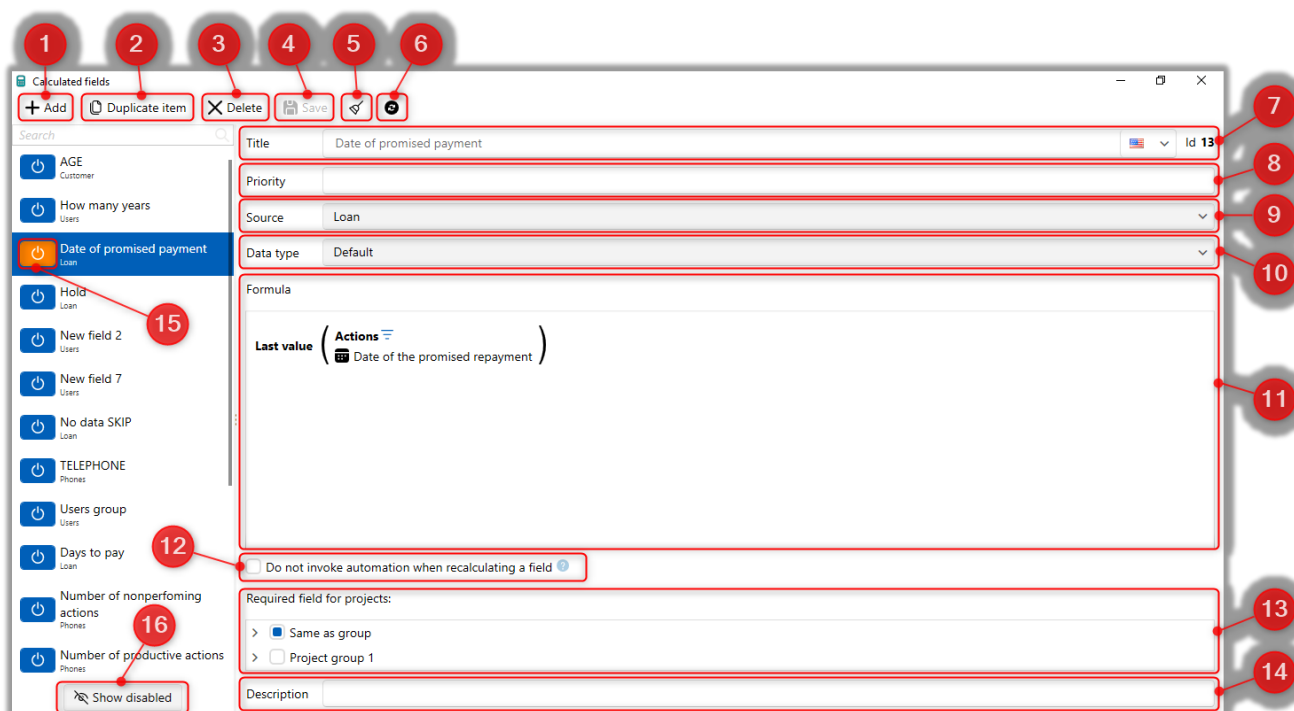 1 2 3 4 5 6
Calculated fields
Add Duplicate item Delete Save
7
Search
Title Date of promised payment Id 13
AGE
Customer
8
Priority
How many years
Users
9
Source Loan
Date of promised payment
Loan
Data type Default
10
Hold
Loan
Formula
15
New field 2
Users
Last value ( Actions
Date of the promised repayment )
New field 7
Users
11
No data SKIP
Loan
TELEPHONE
Phones
Users group
Users
12
Days to pay
Loan
Do not invoke automation when recalculating a field ?
Number of nonperfoming
actions
Phones
Required field for projects:
13
16
Same as group
Number of productive actions
Phones
Project group 1
14
Show disabled
Description